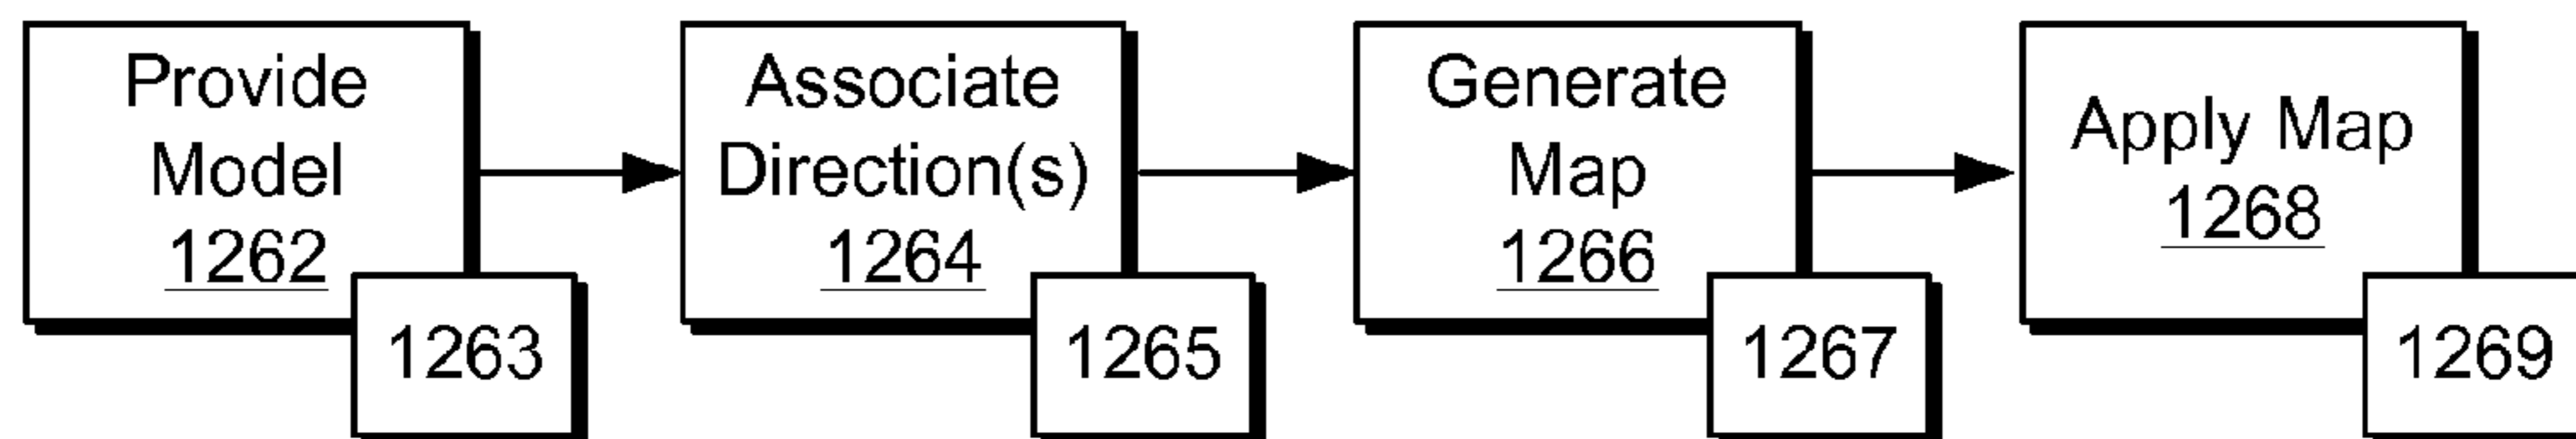 Provide
Model
1262
1263
Associate
Direction(s)
1264
1265
Generate
Map
1266
1267
Apply Map
1268
1269